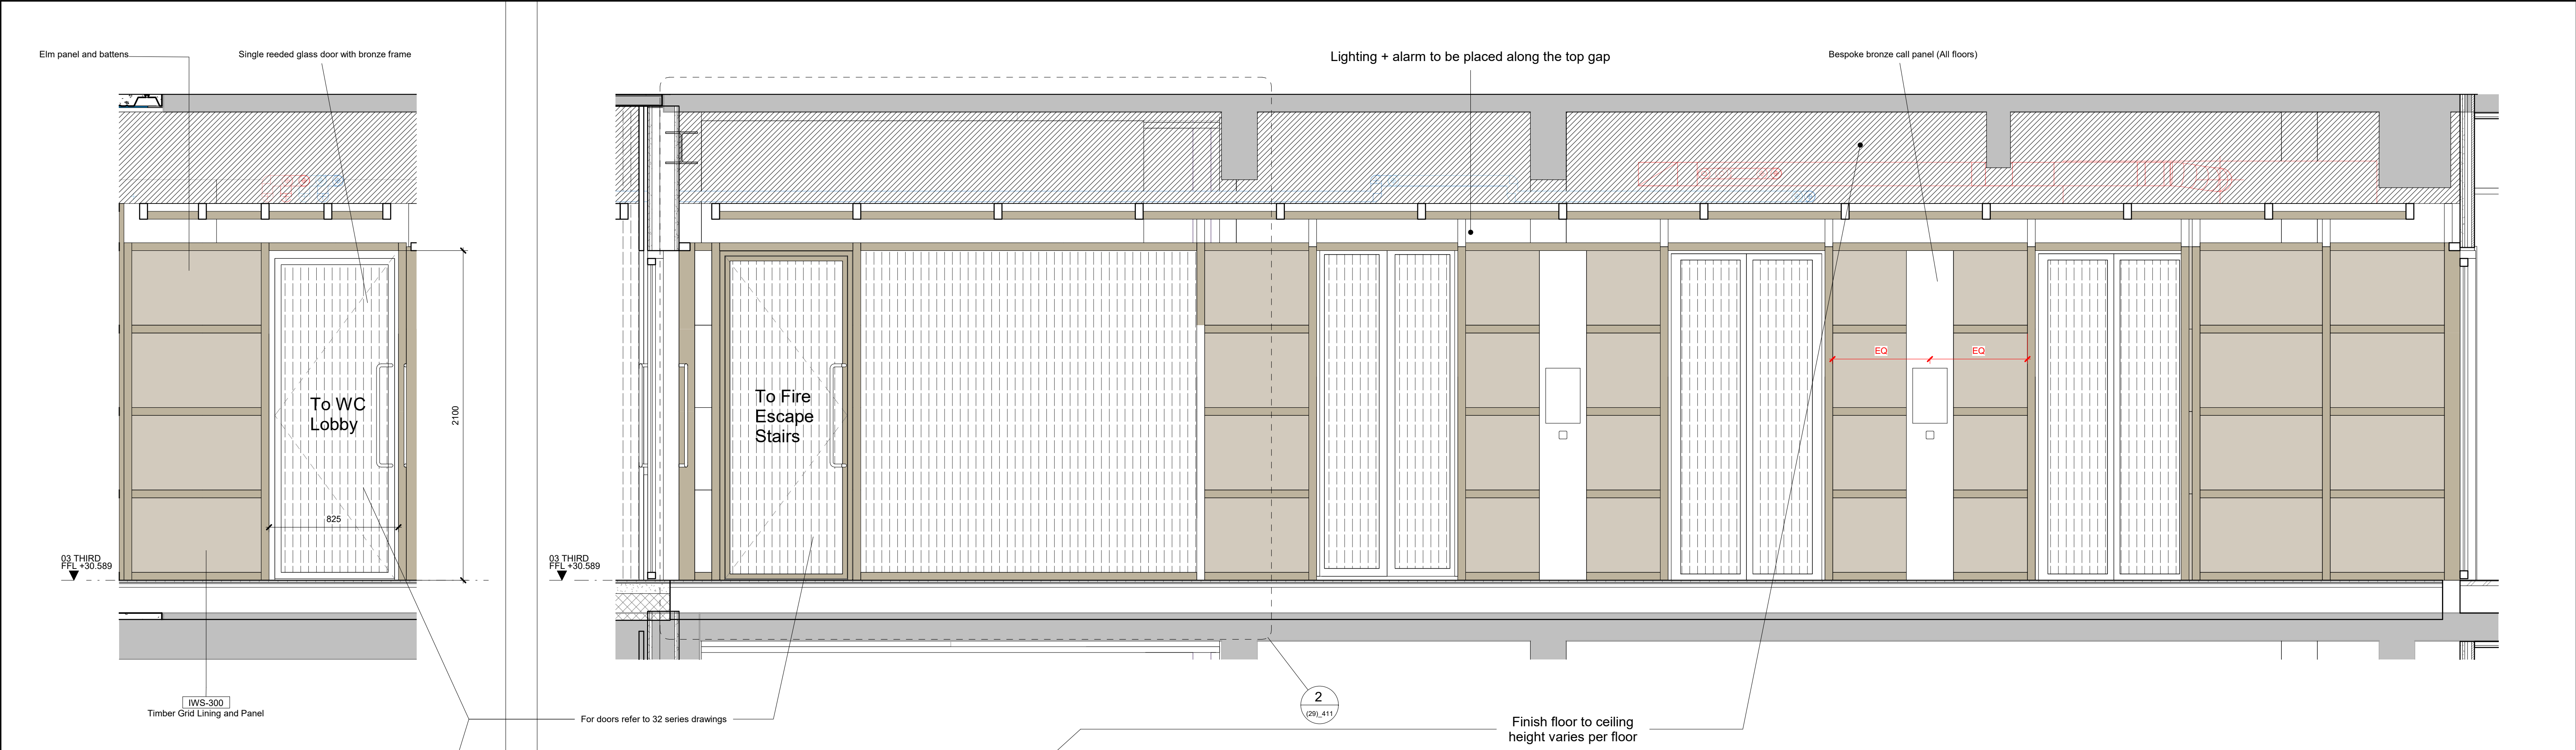 Elm panel and battens
Single reeded glass door with bronze frame
Lighting + alarm to be placed along the top gap
Bespoke bronze call panel (All floors)
To WC
Lobby
2100
825
03 THIRD
FFL +30.589
IWS-300
Timber Grid Lining and Panel
To Fire
Escape
Stairs
EQ
EQ
03 THIRD
FFL +30.589
For doors refer to 32 series drawings
2
(29)_411
Finish floor to ceiling
height varies per floor